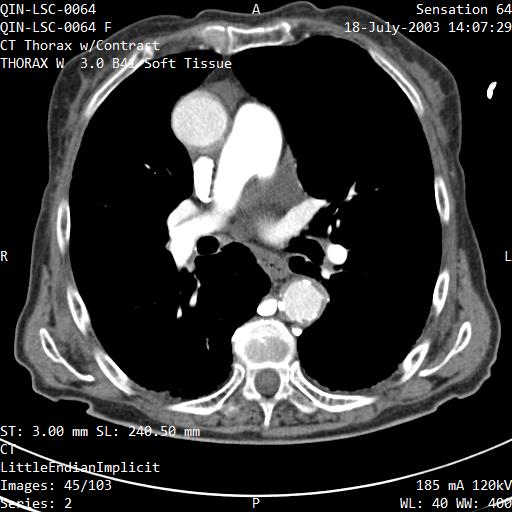 QIN-LSC-0064
A
Sensation 64
QIN-LSC-0064 F
18-July-2003 14:07:29
CT Thorax w/Contrast
THORAX W 3.0 B41 Soft Tissue
R
L
ST: 3.00 mm SL: 240.50 mm
CT
LittleEndianImplicit
Images: 45/103
185 mA 120kV
Series: 2
P
WL: 40 WW: 400